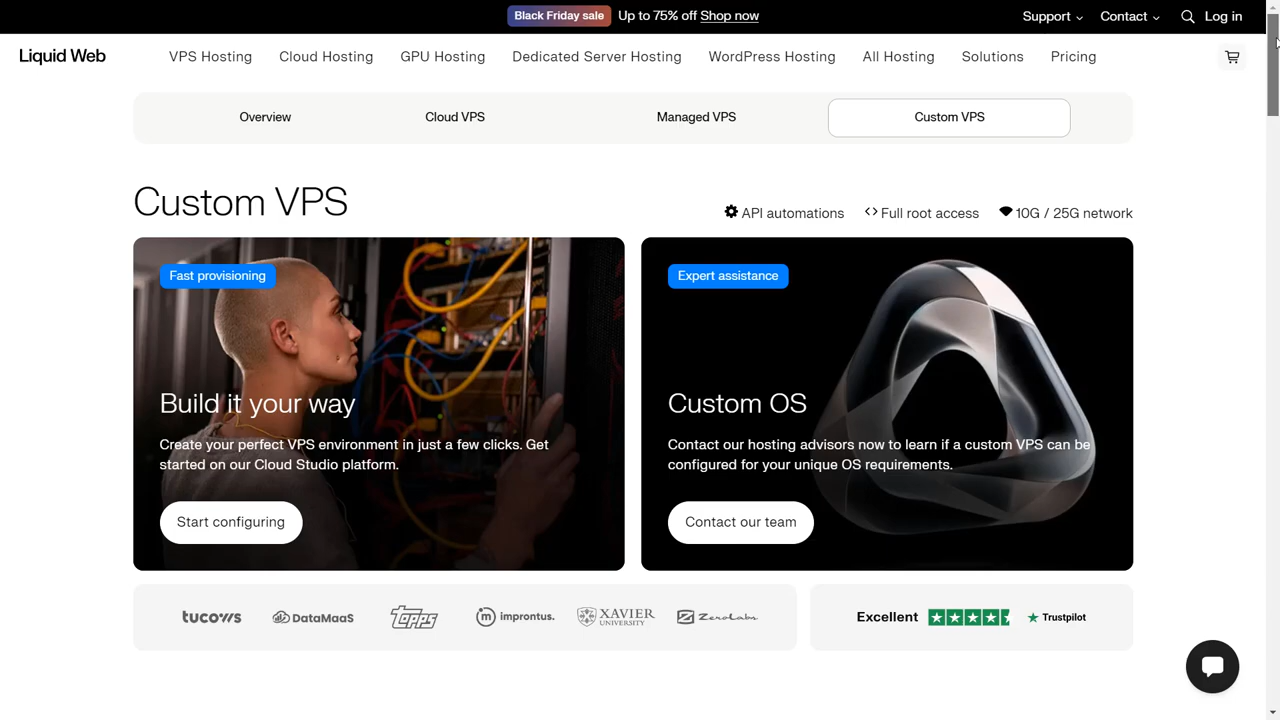 Black Friday sale Up to 75% off Shop now
Support Contact Log in
Liquid Web
VPS Hosting Cloud Hosting GPU Hosting Dedicated Server Hosting WordPress Hosting All Hosting Solutions Pricing
Overview Cloud VPS Managed VPS Custom VPS
Custom VPS
API automations Full root access 10G / 25G network
Fast provisioning
Build it your way
Create your perfect VPS environment in just a few clicks. Get
started on our Cloud Studio platform.
Start configuring
Expert assistance
Custom OS
Contact our hosting advisors now to learn if a custom VPS can be
configured for your unique OS requirements.
Contact our team
tucows DataMaaS Topps improntus. XAVIER UNIVERSITY ZeroLabs
Excellent Trustpilot